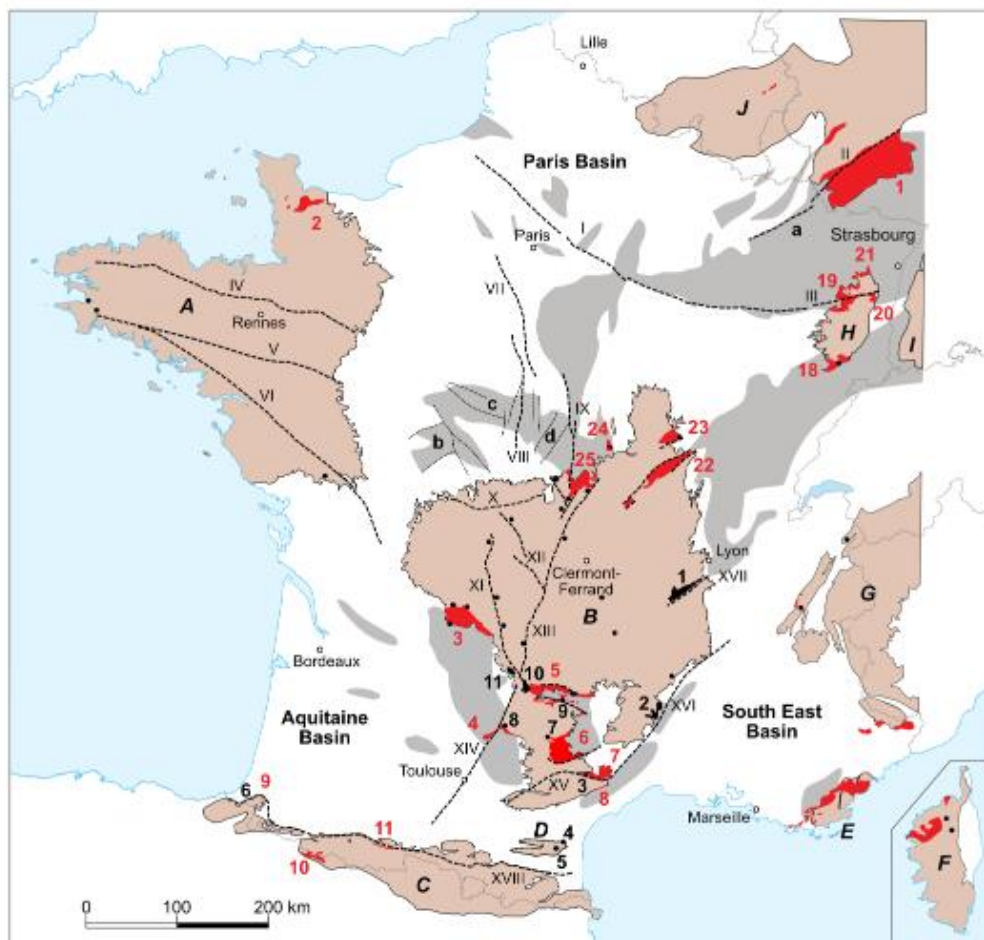 Lille
J
Paris Basin
II
1
2
I
a
Paris
Strasbourg
21
VII
19
A
IV
III
20
Rennes
H
I
V
18
VI
c
IX
24
23
b
d
VIII
25
22
X
Lyon
XII
1
XVII
Clermont-
Ferrand
XI
G
B
3
XIII
Bordeaux
10
5
11
2
XVI
9
Aquitaine
Basin
4
8
7
6
South East
Basin
XIV
7
Toulouse
XV
3
8
I
9
6
Marseille
D
4
E
11
F
5
10
XVIII
C
0
100
200 km